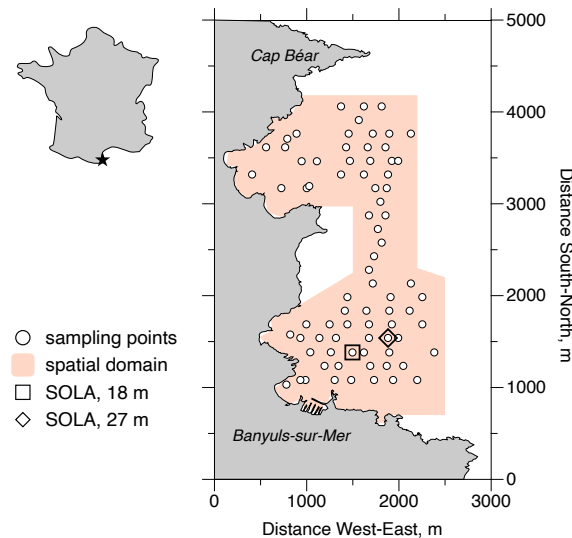 Cap Béar
Banyuls-sur-Mer
sampling points
spatial domain
SOLA, 18 m
SOLA, 27 m
5000
4000
3000
2000
1000
0
Distance South-North, m
0 1000 2000 3000
Distance West-East, m